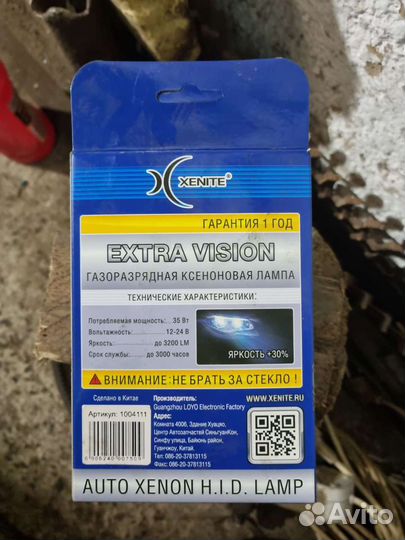 XENITE®
ГАРАНТИЯ 1 ГОД
EXTRA VISION
ГАЗОРАЗРЯДНАЯ КСЕНОНОВАЯ ЛАМПА
ТЕХНИЧЕСКИЕ ХАРАКТЕРИСТИКИ:
Потребляемая мощность: 35 Вт
Вольтажность: 12-24 В
Яркость: до 3200 LM
Срок службы: до 3000 часов
ЯРКОСТЬ +30%
ВНИМАНИЕ: НЕ БРАТЬ ЗА СТЕКЛО !
Сделано в Китае
Артикул: 1004111
Производитель:
Guangzhou LOYO Electronic Factory
Адрес:
Комната 4006, Здание Хуацяо,
Центр Автозапчастей СиньгуанКон,
Синфу улица, Байюнь район,
Гуанчжоу, Китай.
Тел: 086-20-37813115
Факс: 086-20-37813115
WWW.XENITE.RU
AUTO XENON H.I.D. LAMP
Avito